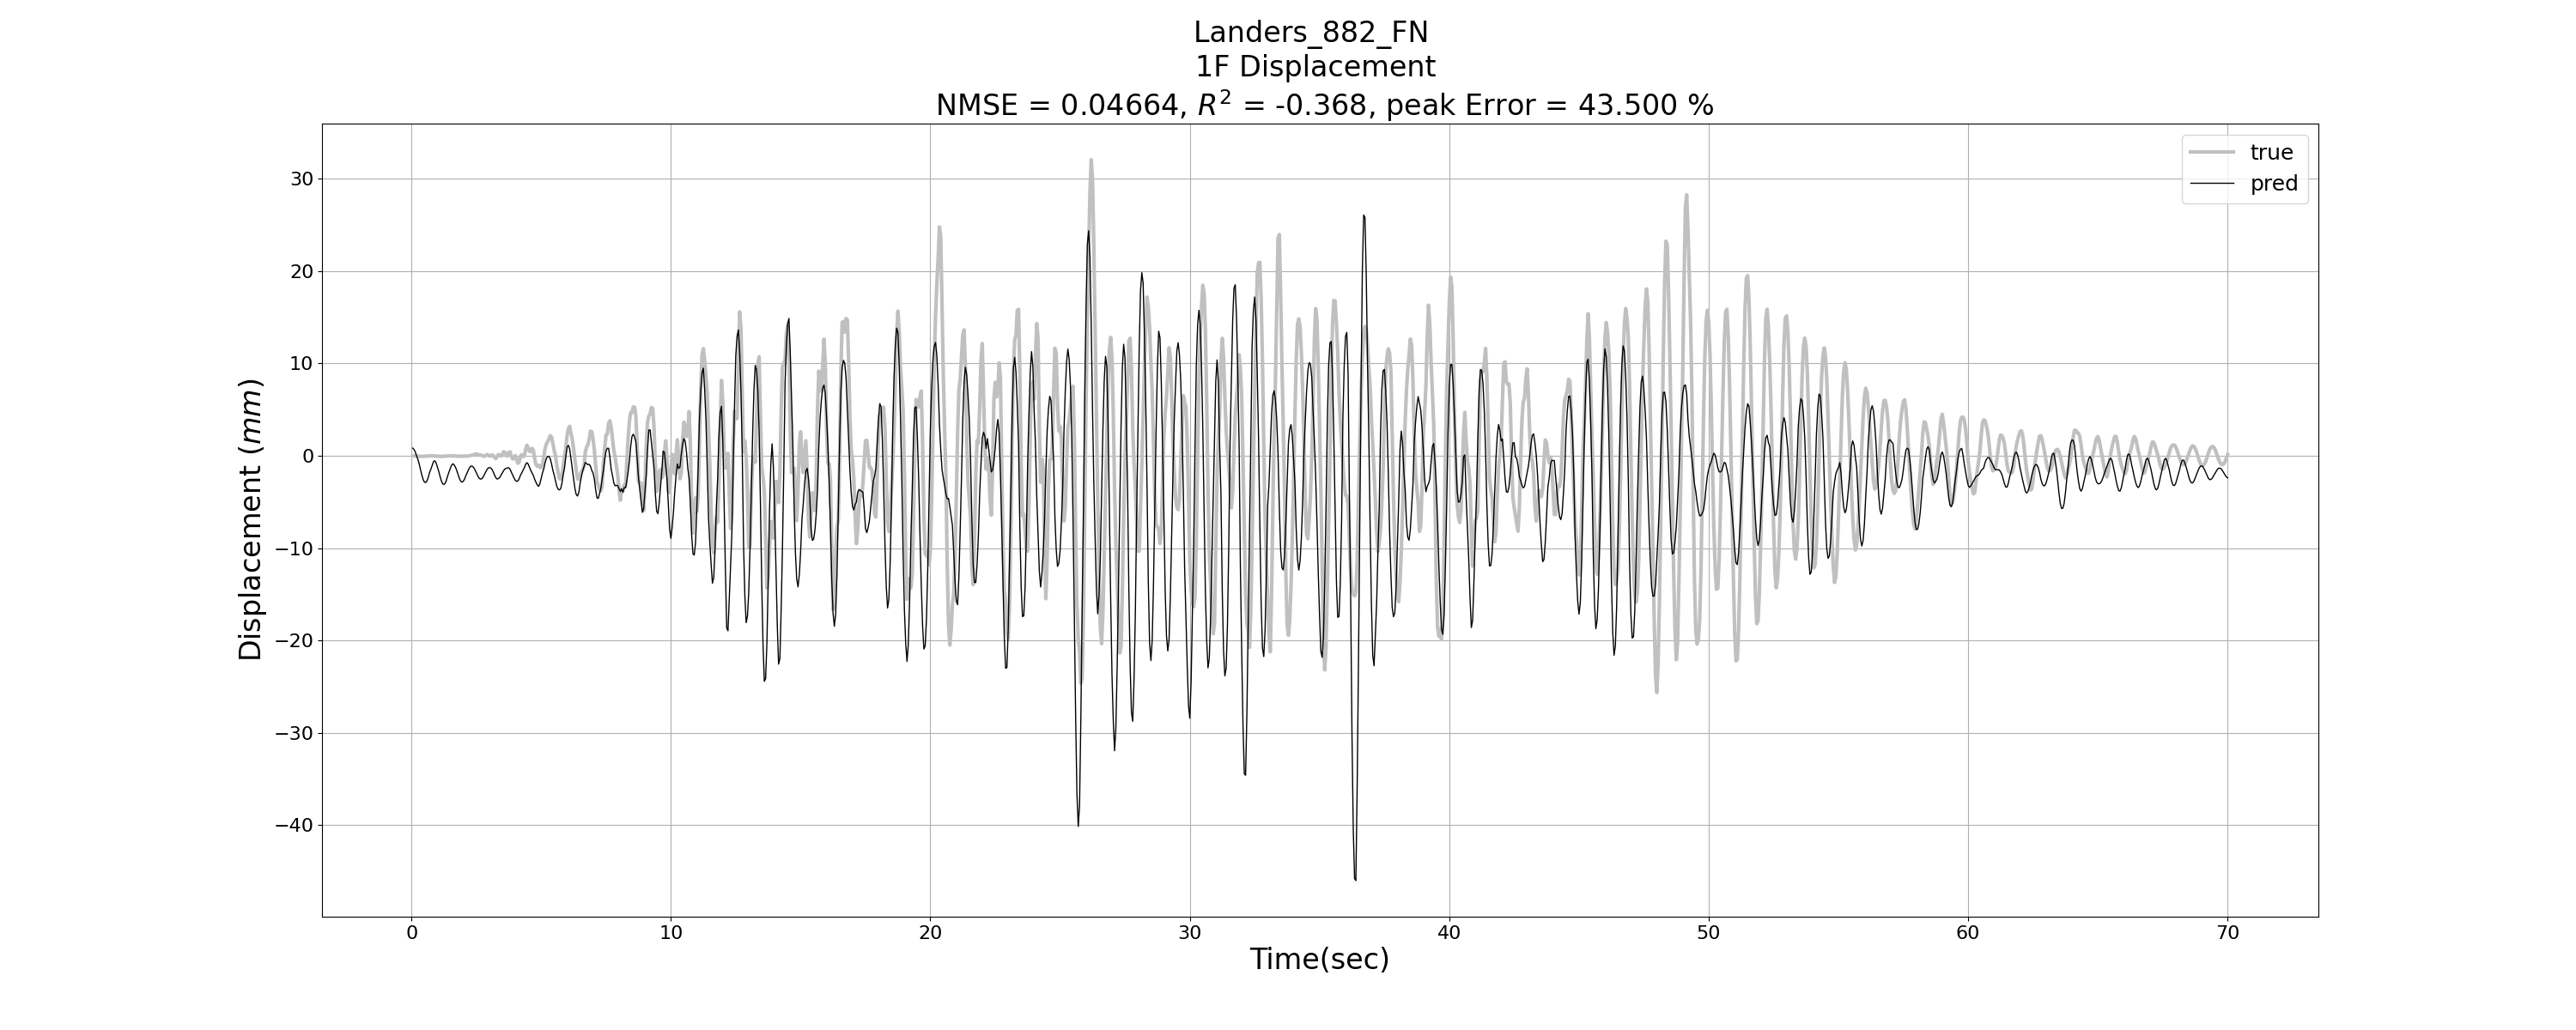 Landers_882_FN
1F Displacement
NMSE = 0.04664, R² = -0.368, peak Error = 43.500 %
true
pred
30
20
10
0
−10
−20
−30
−40
Displacement (mm)
0 10 20 30 40 50 60 70
Time(sec)